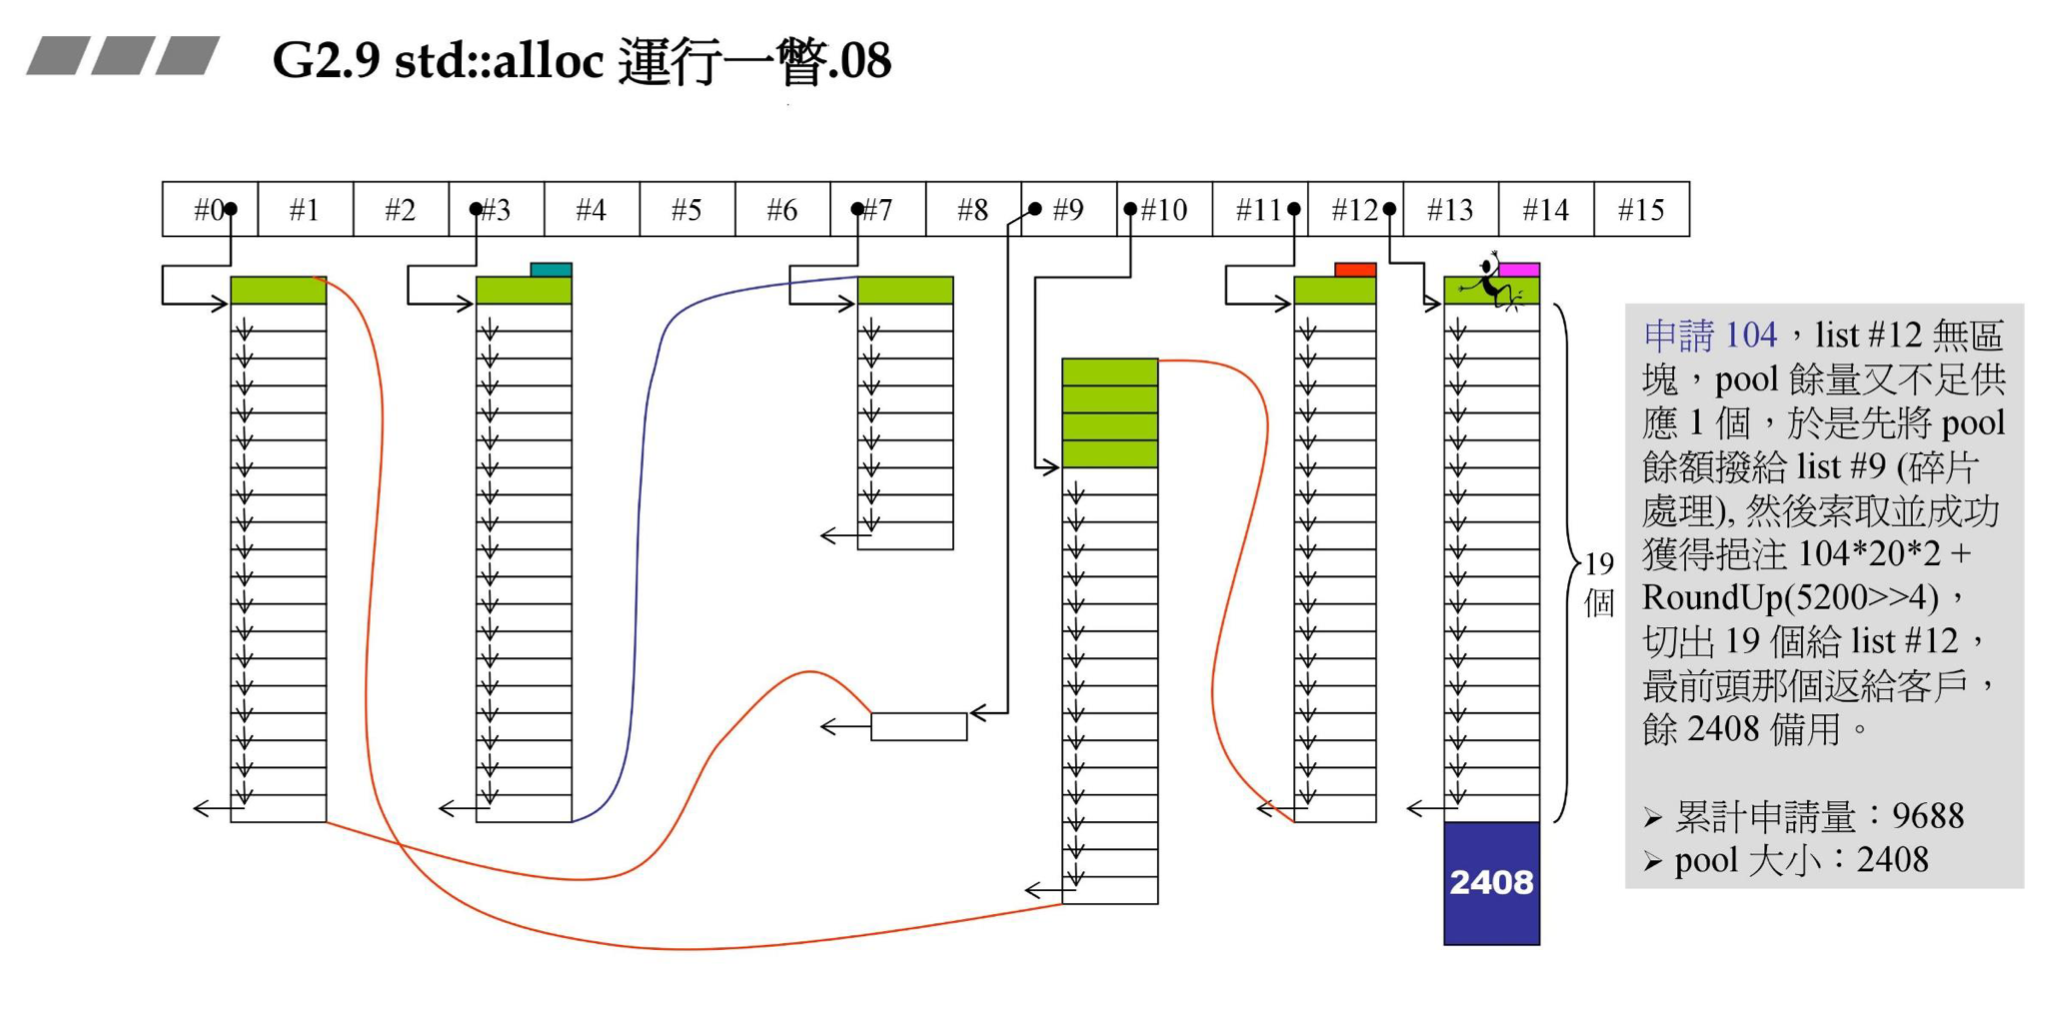 G2.9 std::alloc 運行一瞥.08
#0 #1 #2 #3 #4 #5 #6 #7 #8 #9 #10 #11 #12 #13 #14 #15
申請 104，list #12 無區
塊，pool 餘量又不足供
應 1 個，於是先將 pool
餘額撥給 list #9 (碎片
處理), 然後索取並成功
獲得挹注 104*20*2 +
RoundUp(5200>>4)，
切出 19 個給 list #12，
最前頭那個返給客戶，
餘 2408 備用。
➢ 累計申請量：9688
➢ pool 大小：2408
19
個
2408